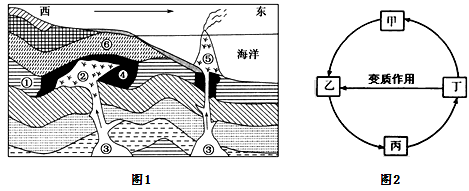 西 东
海洋
⑥
⑤
①
②
④
③
③
图1
甲
乙
变质作用
丁
丙
图2